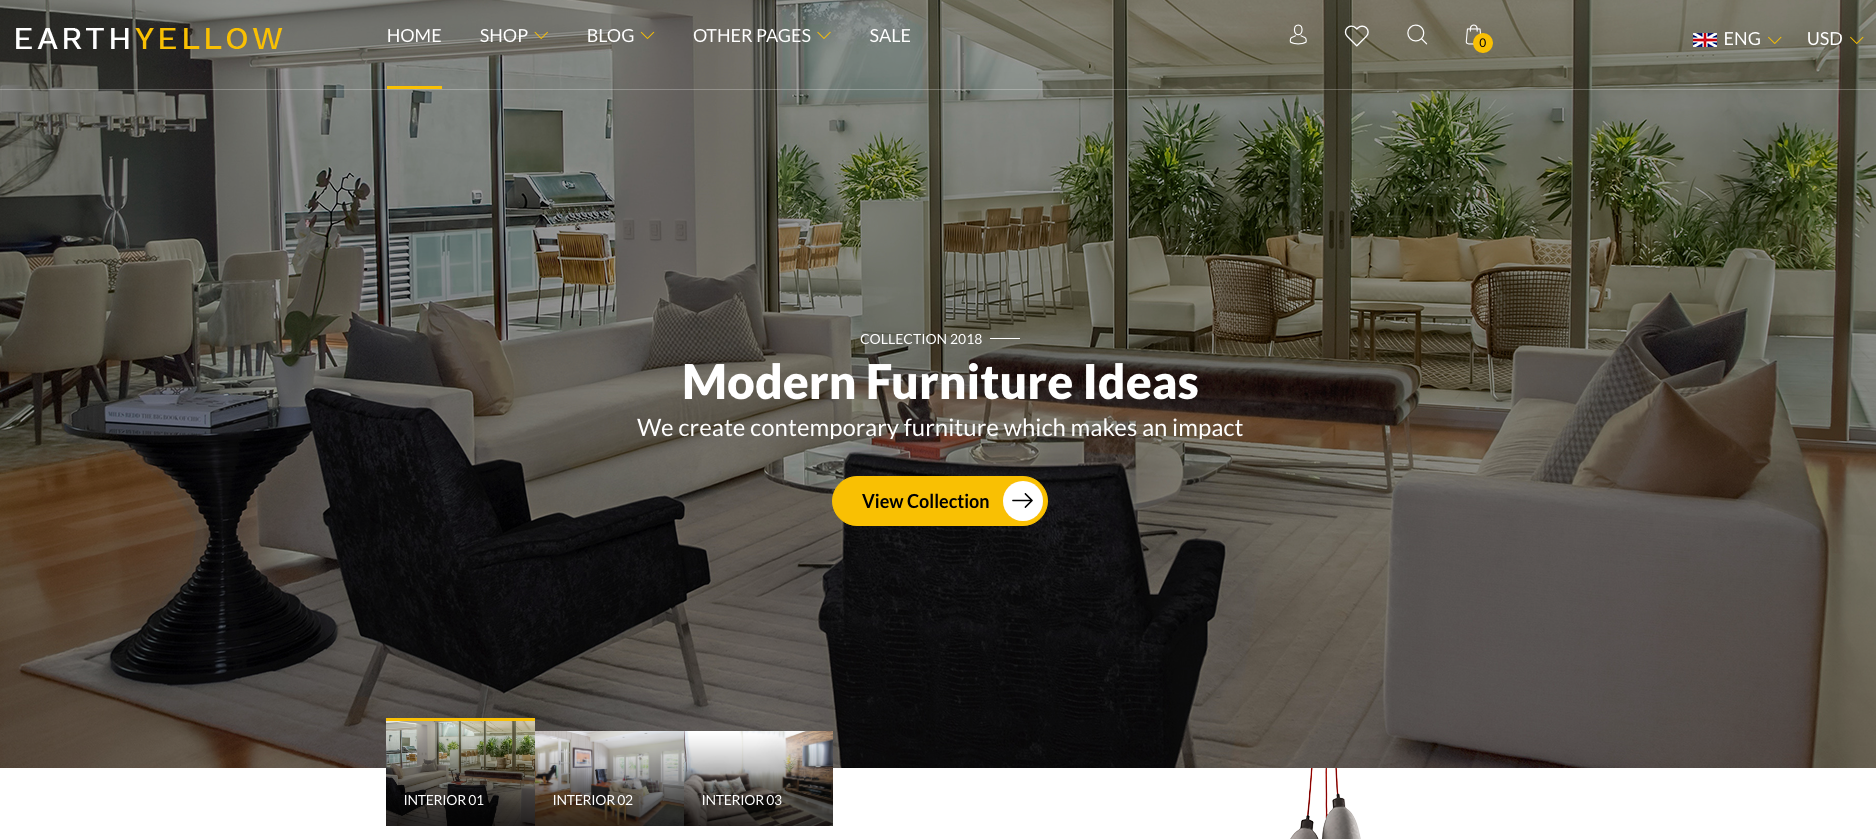 EARTHYELLOW
HOME SHOP BLOG OTHER PAGES SALE
0
ENG USD
COLLECTION 2018
Modern Furniture Ideas
We create contemporary furniture which makes an impact
View Collection
INTERIOR 01
INTERIOR 02
INTERIOR 03